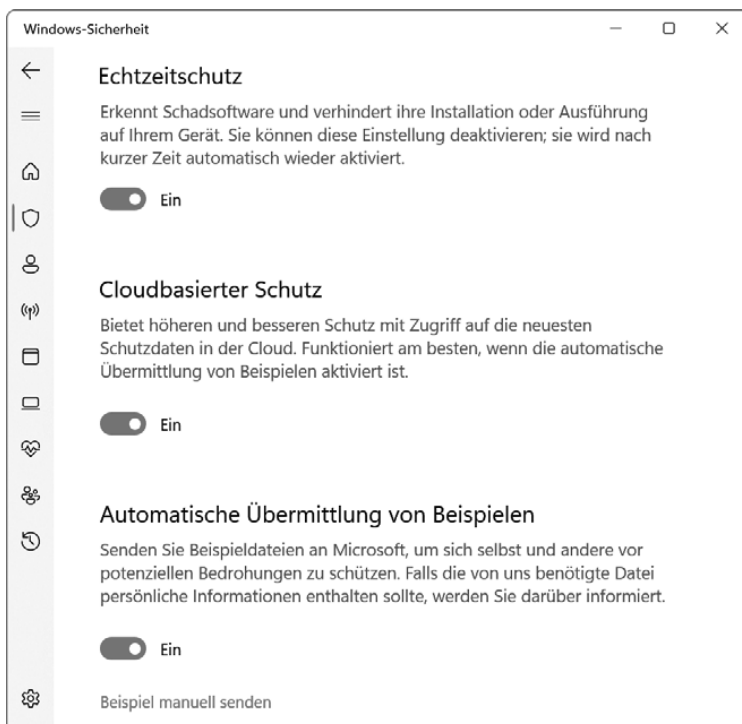 Windows-Sicherheit
Echtzeitschutz
Erkennt Schadsoftware und verhindert ihre Installation oder Ausführung
auf Ihrem Gerät. Sie können diese Einstellung deaktivieren; sie wird nach
kurzer Zeit automatisch wieder aktiviert.
Ein
Cloudbasierter Schutz
Bietet höheren und besseren Schutz mit Zugriff auf die neuesten
Schutzdaten in der Cloud. Funktioniert am besten, wenn die automatische
Übermittlung von Beispielen aktiviert ist.
Ein
Automatische Übermittlung von Beispielen
Senden Sie Beispieldateien an Microsoft, um sich selbst und andere vor
potenziellen Bedrohungen zu schützen. Falls die von uns benötigte Datei
persönliche Informationen enthalten sollte, werden Sie darüber informiert.
Ein
Beispiel manuell senden